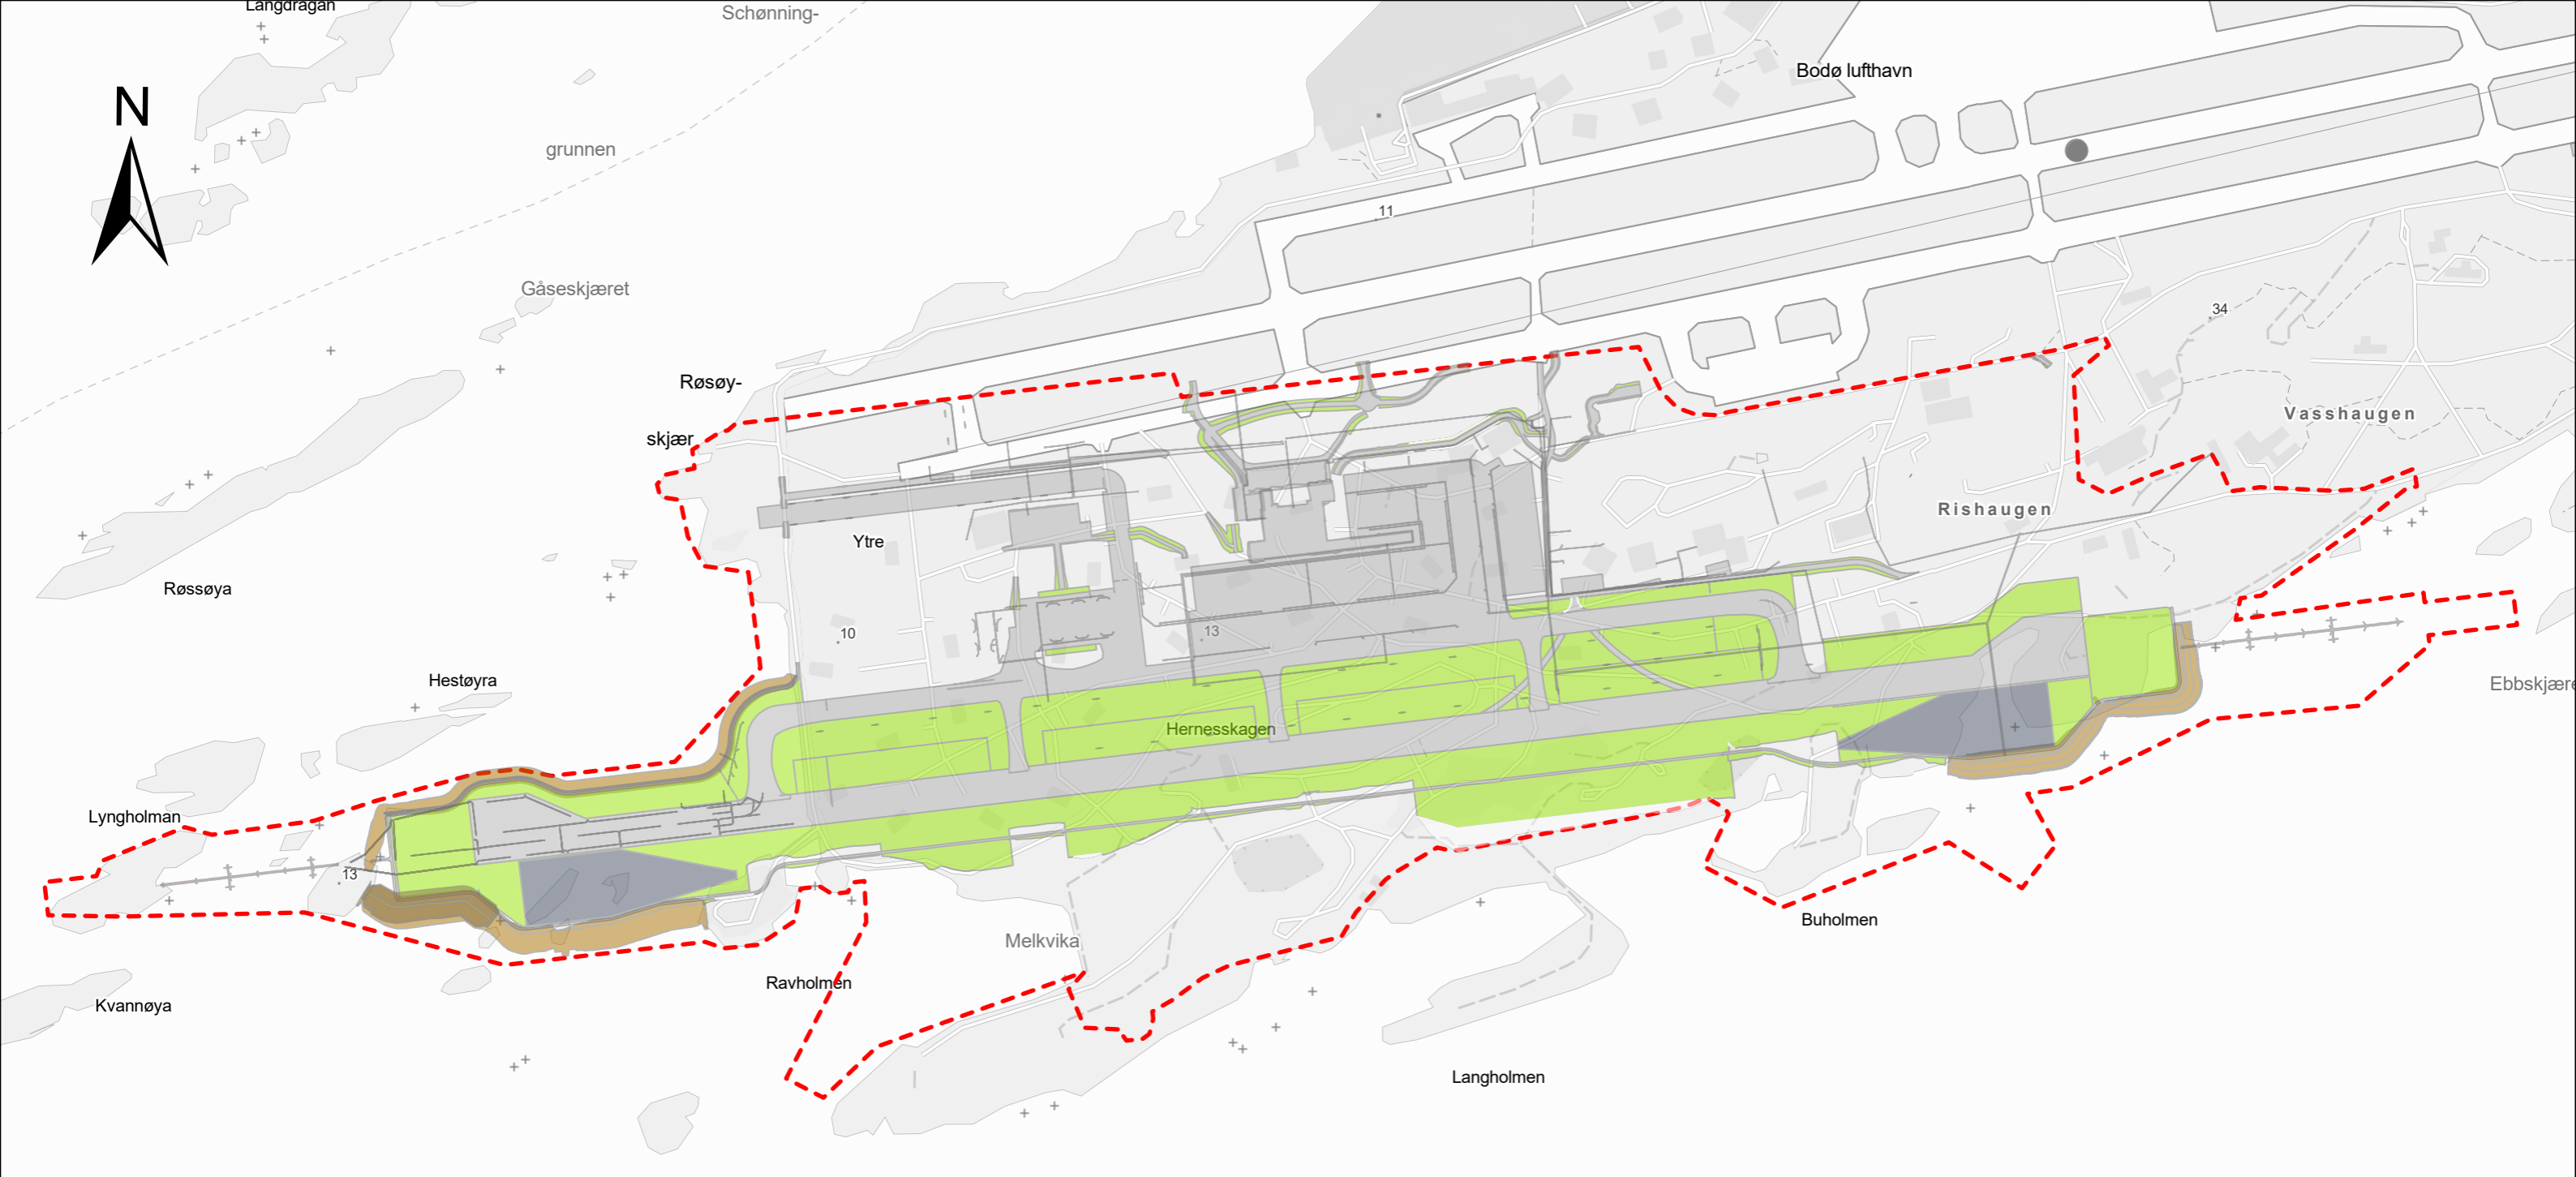 Langdragan
Schønning-
Bodø lufthavn
N
grunnen
11
Gåseskjæret
34
Røsøy-
Vasshaugen
skjær
Rishaugen
Ytre
Røssøya
10
13
Hestøyra
Ebbskjære
Hernesskagen
Lyngholman
13
Buholmen
Melkvika
Ravholmen
Kvannøya
Langholmen